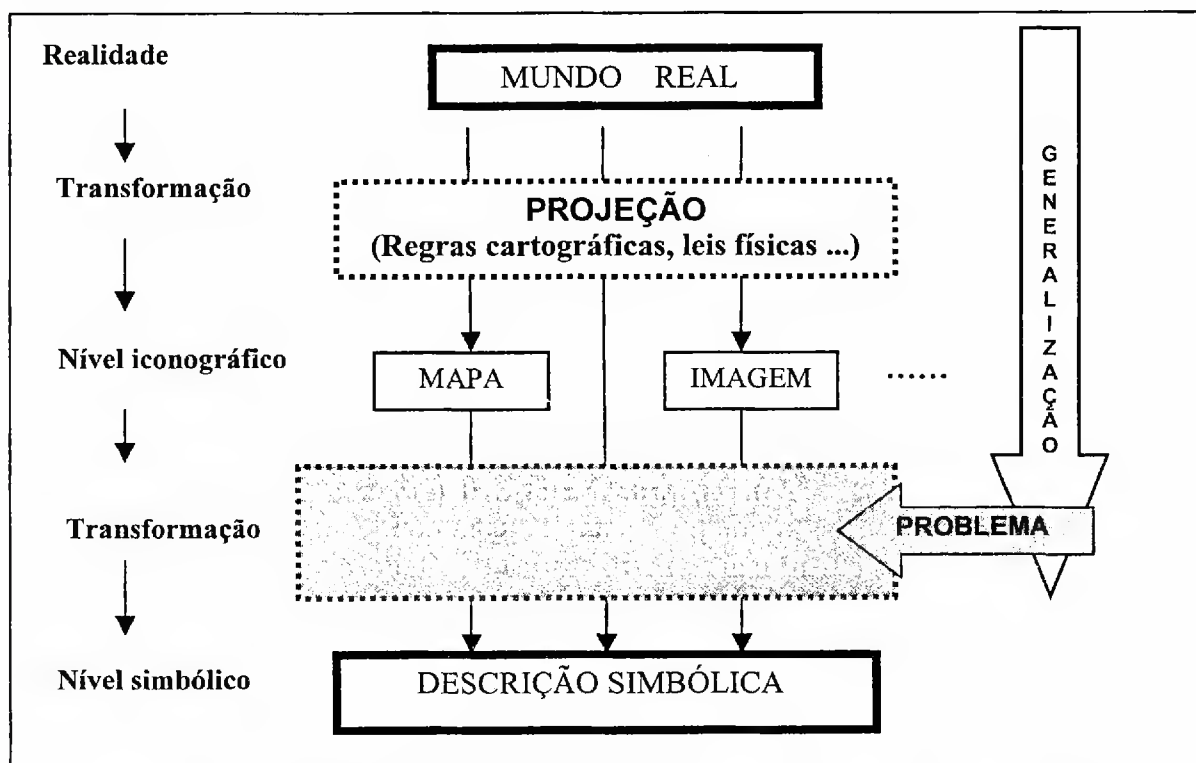 Realidade
MUNDO REAL
Transformação
PROJEÇÃO
(Regras cartográficas, leis físicas ...)
Nível iconográfico
MAPA
IMAGEM
........
GENERALIZAÇÃO
Transformação
PROBLEMA
Nível simbólico
DESCRIÇÃO SIMBÓLICA